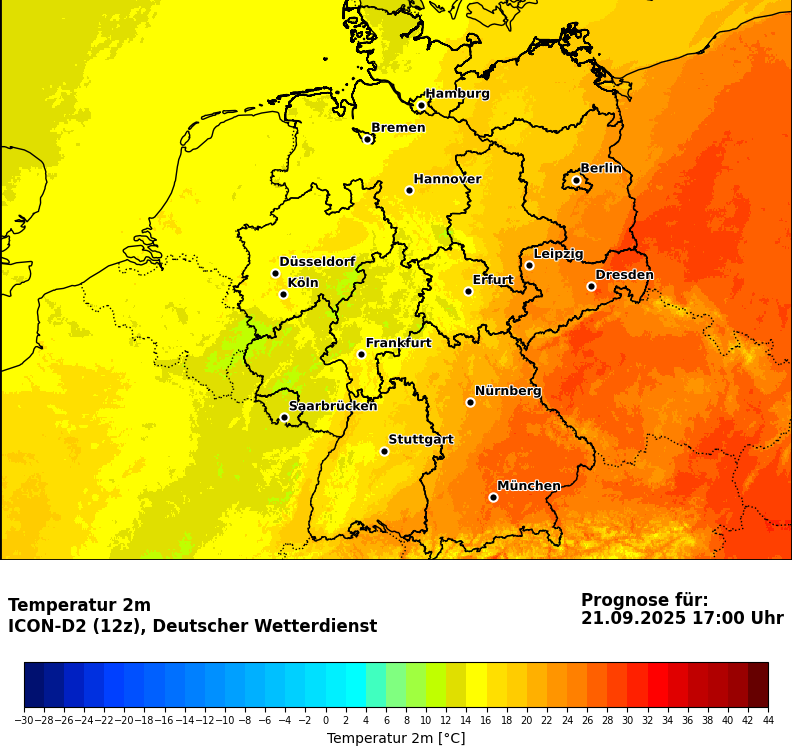 Hamburg
Bremen
Berlin
Hannover
Leipzig
Düsseldorf
Dresden
Köln
Erfurt
Frankfurt
Nürnberg
Saarbrücken
Stuttgart
München
Temperatur 2m
ICON-D2 (12z), Deutscher Wetterdienst
Prognose für:
21.09.2025 17:00 Uhr
−30 −28 −26 −24 −22 −20 −18 −16 −14 −12 −10 −8 −6 −4 −2 0 2 4 6 8 10 12 14 16 18 20 22 24 26 28 30 32 34 36 38 40 42 44
Temperatur 2m [°C]